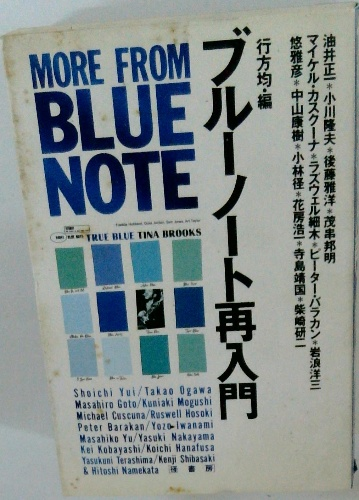 油井正一*小川隆夫*後藤雅洋*茂串邦明
マイケル・カスクーナ*ラズウェル細木*ピーター・バラカン*岩浪洋三
悠雅彦*中山康樹*小林径*花房浩一*寺島靖国*柴崎研二
行方均・編
ブルーノート再入門
MORE FROM
BLUE
NOTE
TRUE BLUE TINA BROOKS
Shoichi Yui/Takao Ogawa
Masahiro Goto/Kuniaki Mogushi
Michael Cuscuna/Ruswell Hosoki
Peter Barakan/Yozo Iwanami
Masahiko Yu/Yasuki Nakayama
Kei Kobayashi/Koichi Hanafusa
Yasukuni Terashima/Kenji Shibasaki
& Hitoshi Namekata
径書房